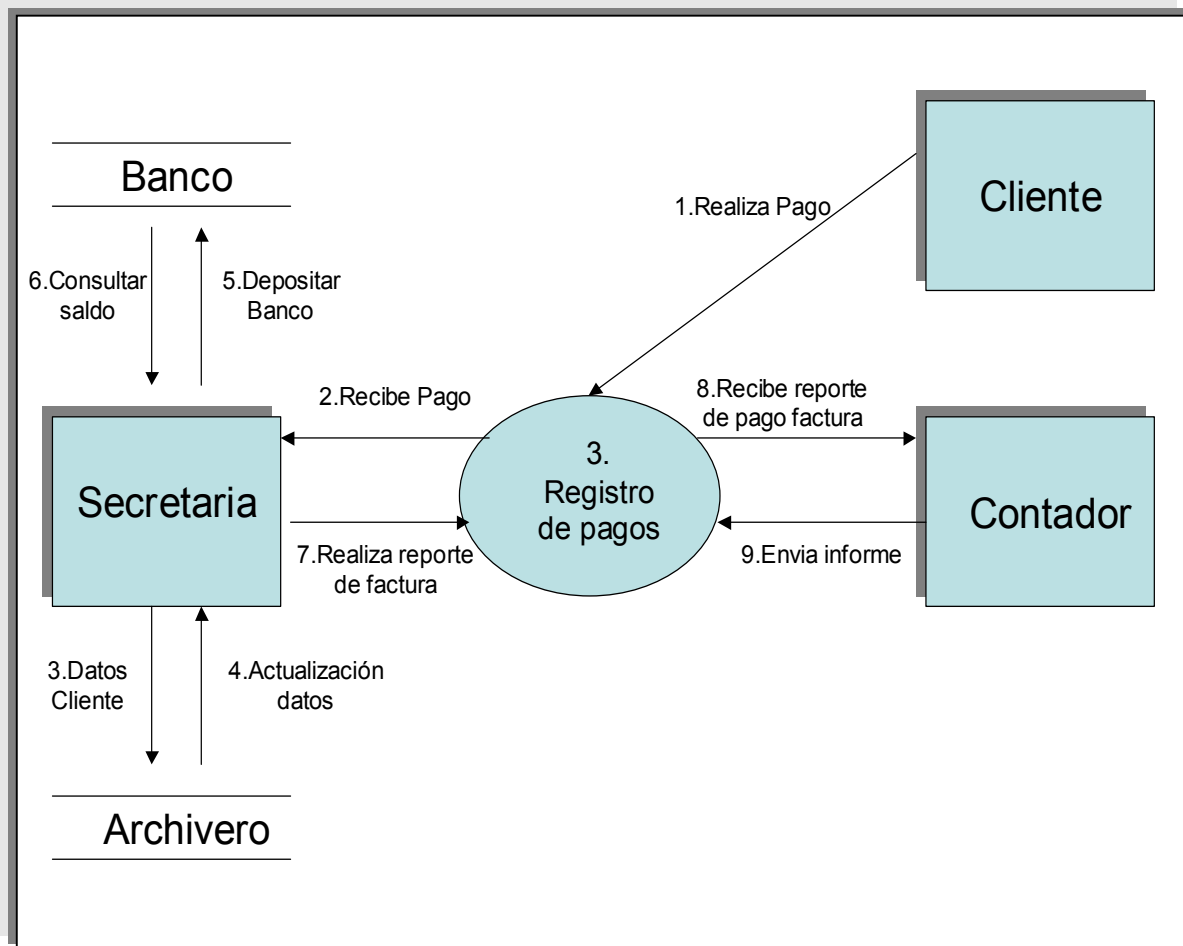 Banco
Cliente
1.Realiza Pago
6.Consultar
saldo
5.Depositar
Banco
2.Recibe Pago
8.Recibe reporte
de pago factura
Secretaria
3.
Registro
de pagos
Contador
7.Realiza reporte
de factura
9.Envia informe
3.Datos
Cliente
4.Actualización
datos
Archivero